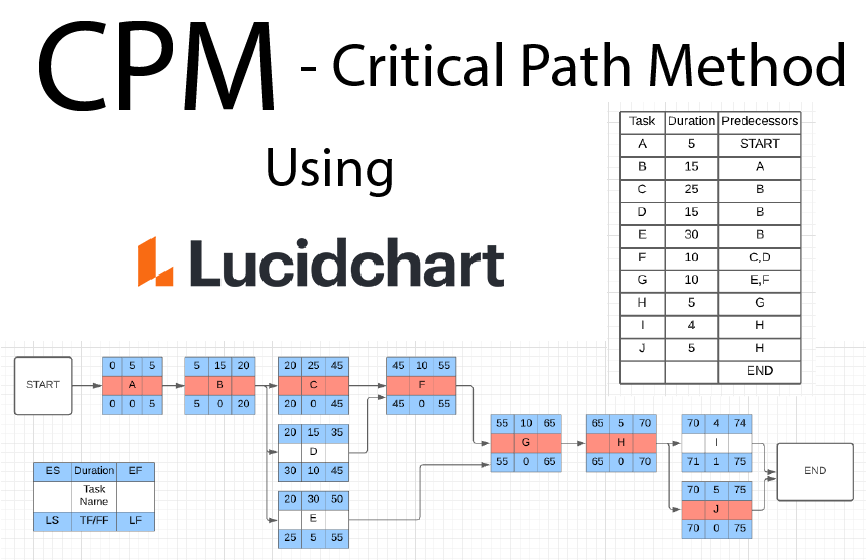 CPM - Critical Path Method
Using
Lucidchart
Task Duration Predecessors
A 5 START
B 15 A
C 25 B
D 15 B
E 30 B
F 10 C,D
G 10 E,F
H 5 G
I 4 H
J 5 H
END
START
0 5 5
A
0 0 5
5 15 20
B
5 0 20
20 25 45
C
20 0 45
45 10 55
F
45 0 55
20 15 35
D
30 10 45
20 30 50
E
25 5 55
55 10 65
G
55 0 65
65 5 70
H
65 0 70
70 4 74
I
71 1 75
70 5 75
J
70 0 75
END
ES Duration EF
Task
Name
LS TF/FF LF